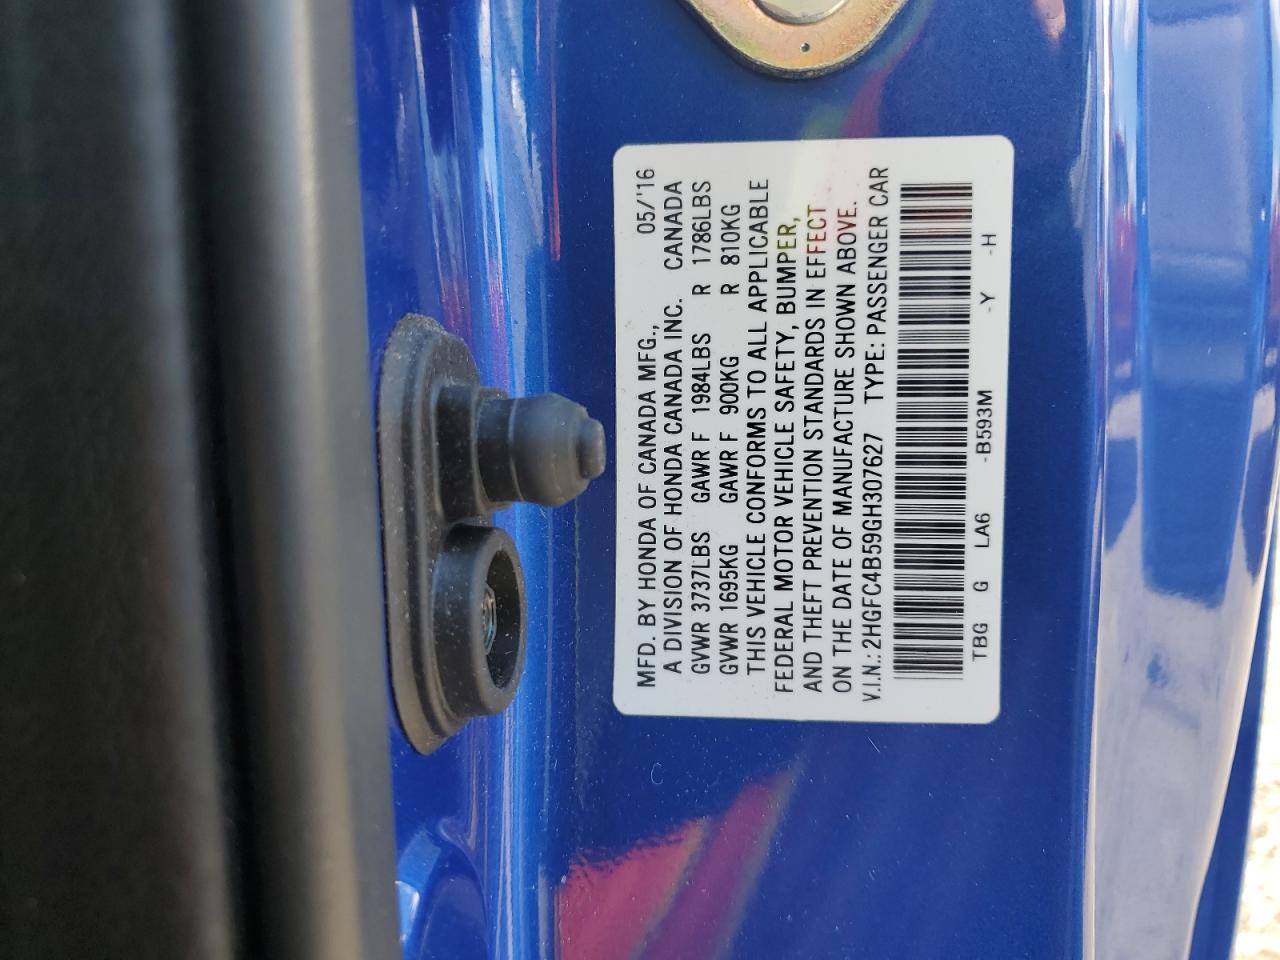 MFD. BY HONDA OF CANADA MFG., 05/'16
A DIVISION OF HONDA CANADA INC. CANADA
GVWR 3737LBS GAWR F 1984LBS R 1786LBS
GVWR 1695KG GAWR F 900KG R 810KG
THIS VEHICLE CONFORMS TO ALL APPLICABLE
FEDERAL MOTOR VEHICLE SAFETY, BUMPER,
AND THEFT PREVENTION STANDARDS IN EFFECT
ON THE DATE OF MANUFACTURE SHOWN ABOVE.
V.I.N.: 2HGFC4B59GH307627 TYPE: PASSENGER CAR
TBG G LA6 -B593M -Y -H